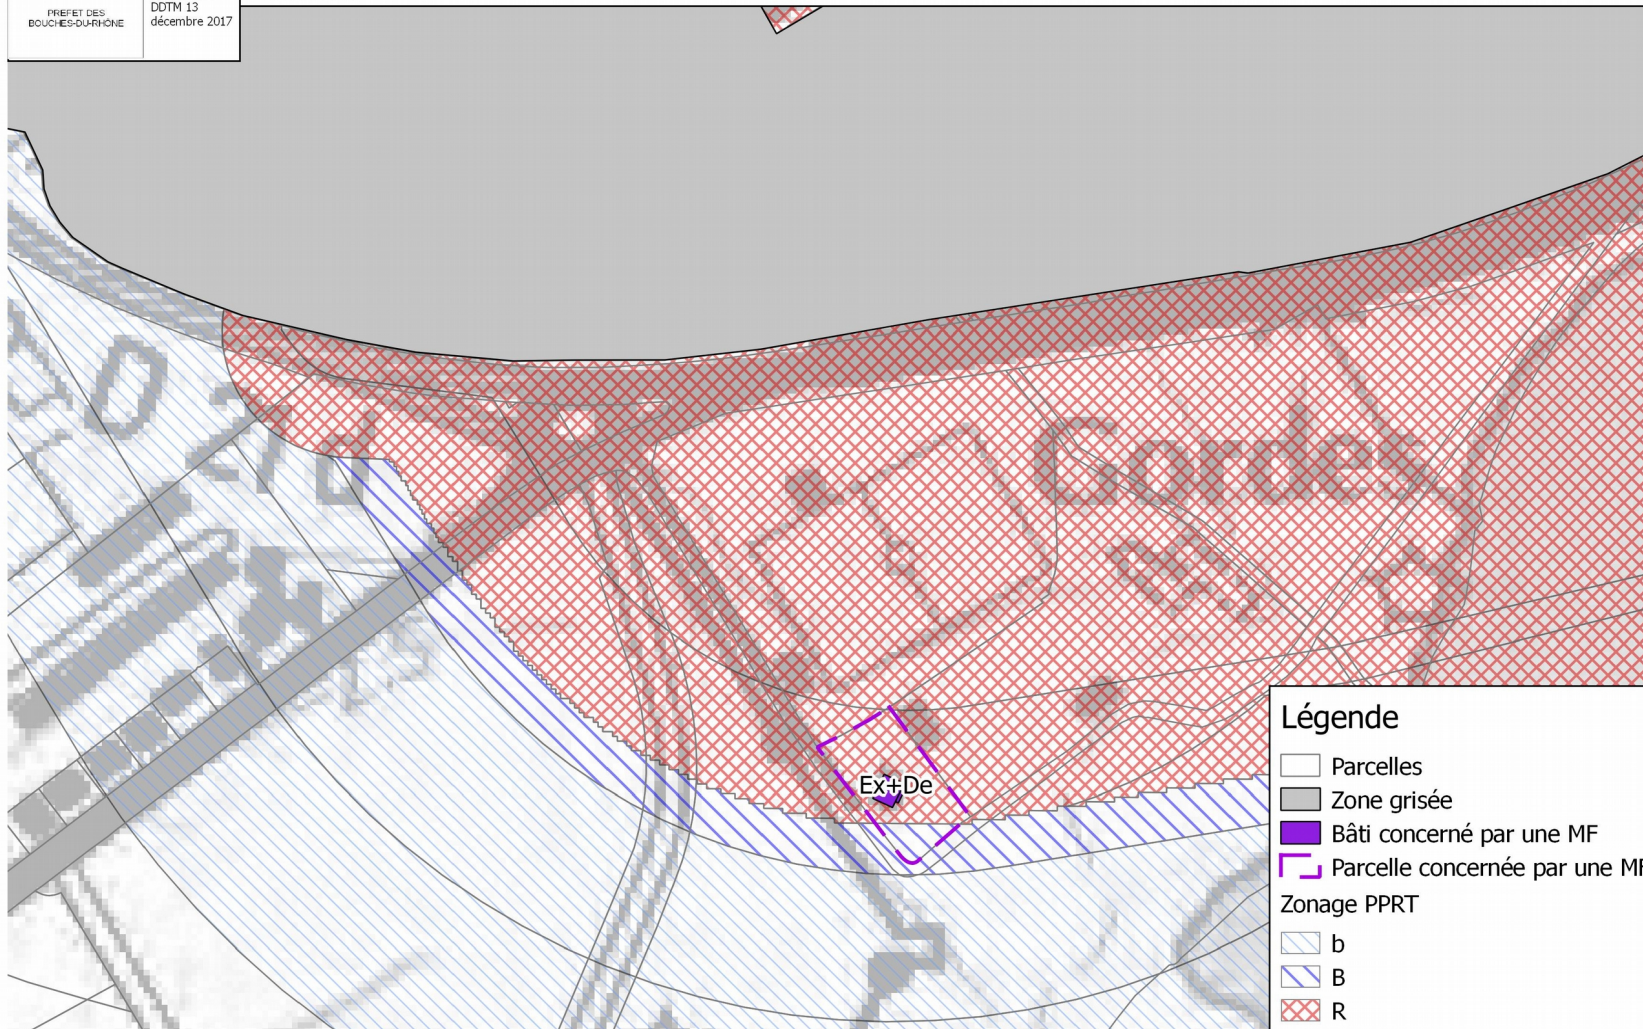 PREFET DES
BOUCHES-DU-RHÔNE
DDTM 13
décembre 2017
D
21d
Gordes
Ex+De
Légende
Parcelles
Zone grisée
Bâti concerné par une MF
Parcelle concernée par une MF
Zonage PPRT
b
B
R